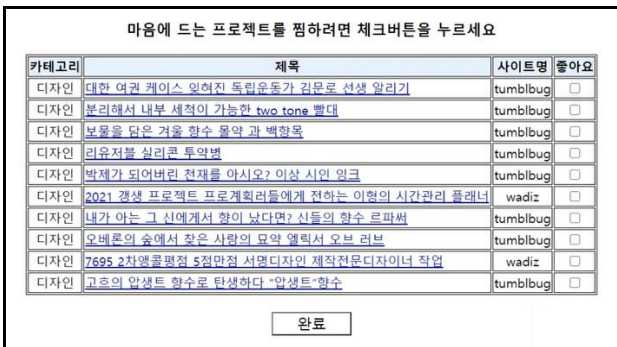 마음에 드는 프로젝트를 찜하려면 체크버튼을 누르세요
카테고리 제목 사이트명 좋아요
디자인 대한 여권 케이스 잊혀진 독립운동가 김문로 선생 알리기 tumblbug
디자인 분리해서 내부 세척이 가능한 two tone 빨대 tumblbug
디자인 보물을 담은 겨울 향수 몰약 과 백향목 tumblbug
디자인 리유저블 실리콘 투약병 tumblbug
디자인 박제가 되어버린 천재를 아시오? 이상 시인 잉크 tumblbug
디자인 2021 갱생 프로젝트 프로계획러들에게 전하는 이형의 시간관리 플래너 wadiz
디자인 내가 아는 그 신에게서 향이 났다면? 신들의 향수 르파써 tumblbug
디자인 오베론의 숲에서 찾은 사랑의 묘약 엘릭서 오브 러브 tumblbug
디자인 7695 2차앵콜평점 5점만점 서명디자인 제작전문디자이너 작업 wadiz
디자인 고흐의 압생트 향수로 탄생하다 "압생트"향수 tumblbug
완료